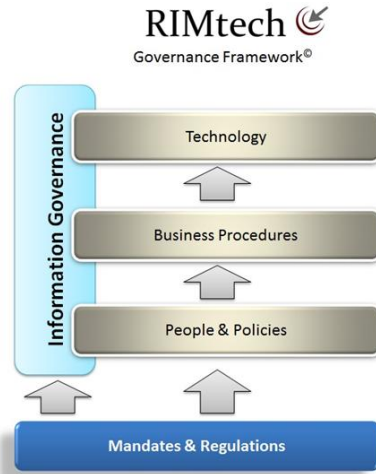 RIMtech
Governance Framework©
Information Governance
Technology
Business Procedures
People & Policies
Mandates & Regulations